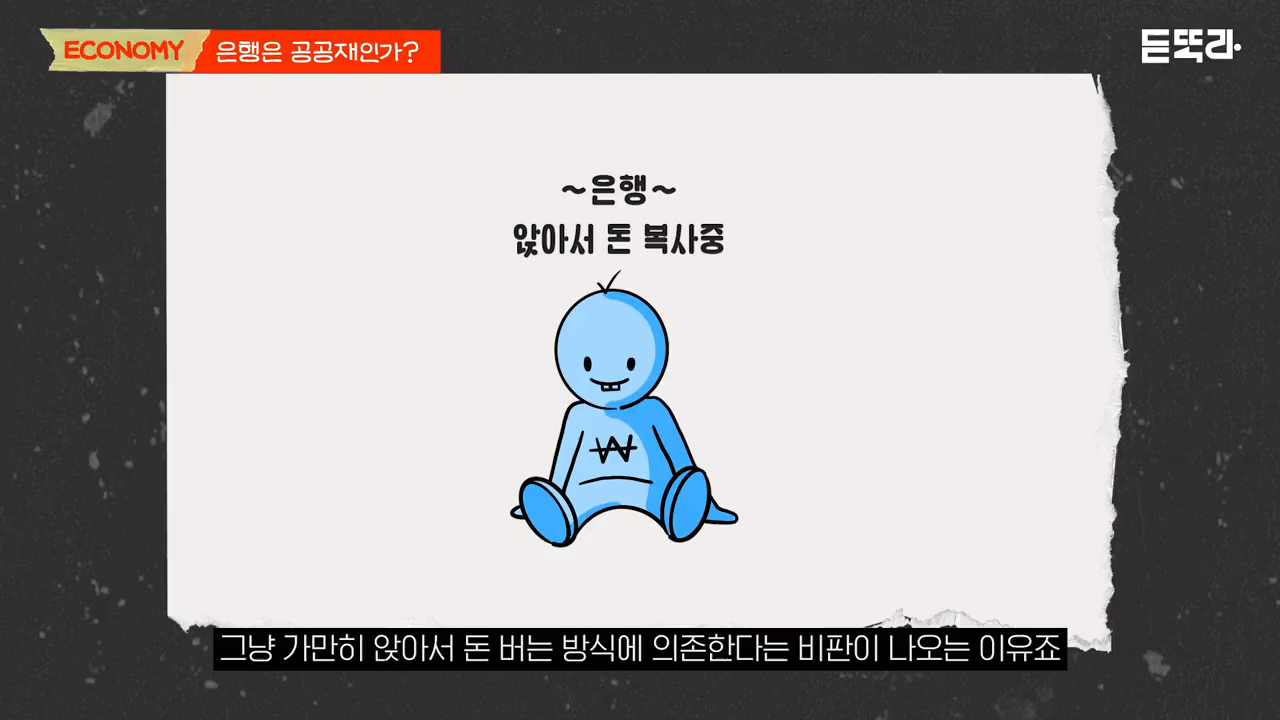 ECONOMY 은행은 공공재인가?
듣똑라
~은행~
앉아서 돈 복사중
₩
그냥 가만히 앉아서 돈 버는 방식에 의존한다는 비판이 나오는 이유죠